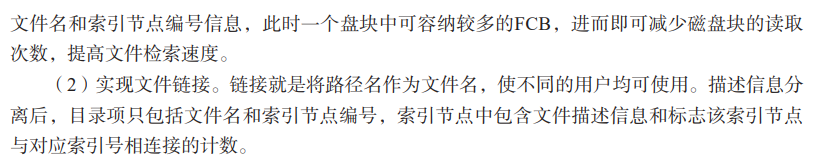 文件名和索引节点编号信息，此时一个盘块中可容纳较多的FCB，进而即可减少磁盘块的读取
次数，提高文件检索速度。
（2）实现文件链接。链接就是将路径名作为文件名，使不同的用户均可使用。描述信息分
离后，目录项只包括文件名和索引节点编号，索引节点中包含文件描述信息和标志该索引节点
与对应索引号相连接的计数。